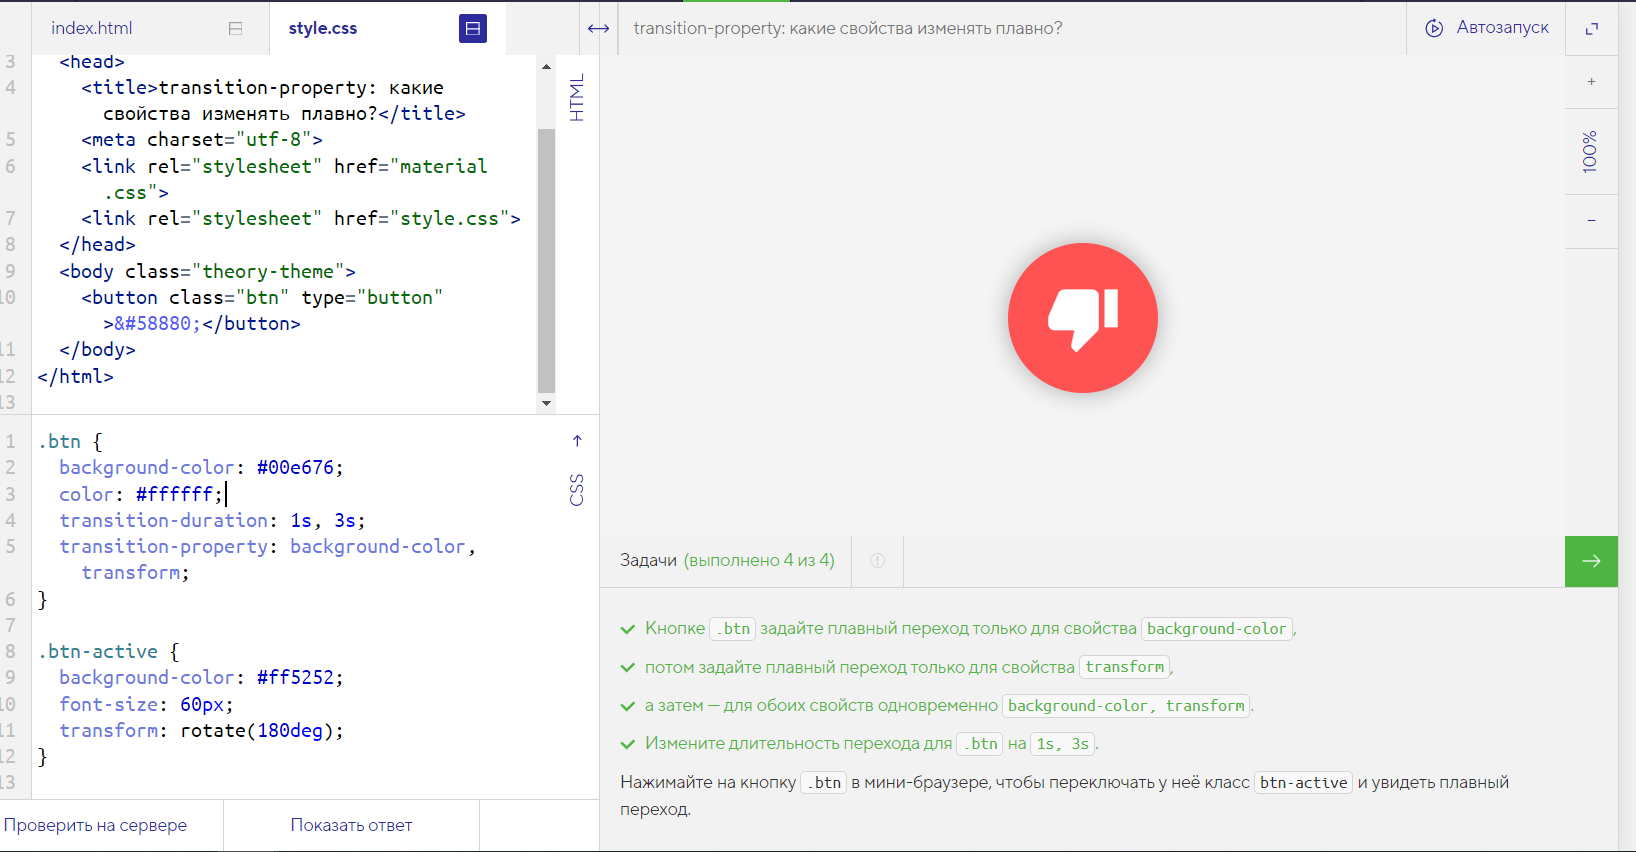 index.html
style.css
transition-property: какие свойства изменять плавно?
Автозапуск
3 <head>
4 <title>transition-property: какие
свойства изменять плавно?</title>
5 <meta charset="utf-8">
6 <link rel="stylesheet" href="material
.css">
7 <link rel="stylesheet" href="style.css">
8 </head>
9 <body class="theory-theme">
10 <button class="btn" type="button"
>&#58880;</button>
11 </body>
12 </html>
13
HTML
1 .btn {
2 background-color: #00e676;
3 color: #ffffff;
4 transition-duration: 1s, 3s;
5 transition-property: background-color,
transform;
6 }
7
8 .btn-active {
9 background-color: #ff5252;
10 font-size: 60px;
11 transform: rotate(180deg);
12 }
13
CSS
Проверить на сервере
Показать ответ
+
100%
−
Задачи (выполнено 4 из 4)
Кнопке .btn задайте плавный переход только для свойства background-color,
потом задайте плавный переход только для свойства transform,
а затем — для обоих свойств одновременно background-color, transform.
Измените длительность перехода для .btn на 1s, 3s.
Нажимайте на кнопку .btn в мини-браузере, чтобы переключать у неё класс btn-active и увидеть плавный
переход.